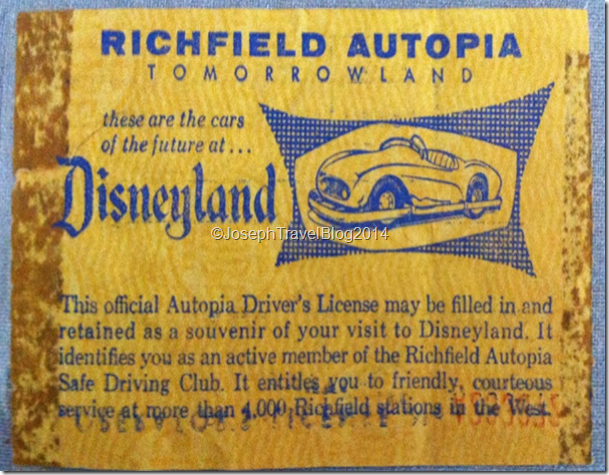 RICHFIELD AUTOPIA
TOMORROWLAND
these are the cars
of the future at...
Disneyland
©JosephTravelBlog2014
This official Autopia Driver's License may be filled in and
retained as a souvenir of your visit to Disneyland. It
identifies you as an active member of the Richfield Autopia
Safe Driving Club. It entitles you to friendly, courteous
service at more than 4,000 Richfield stations in the West.